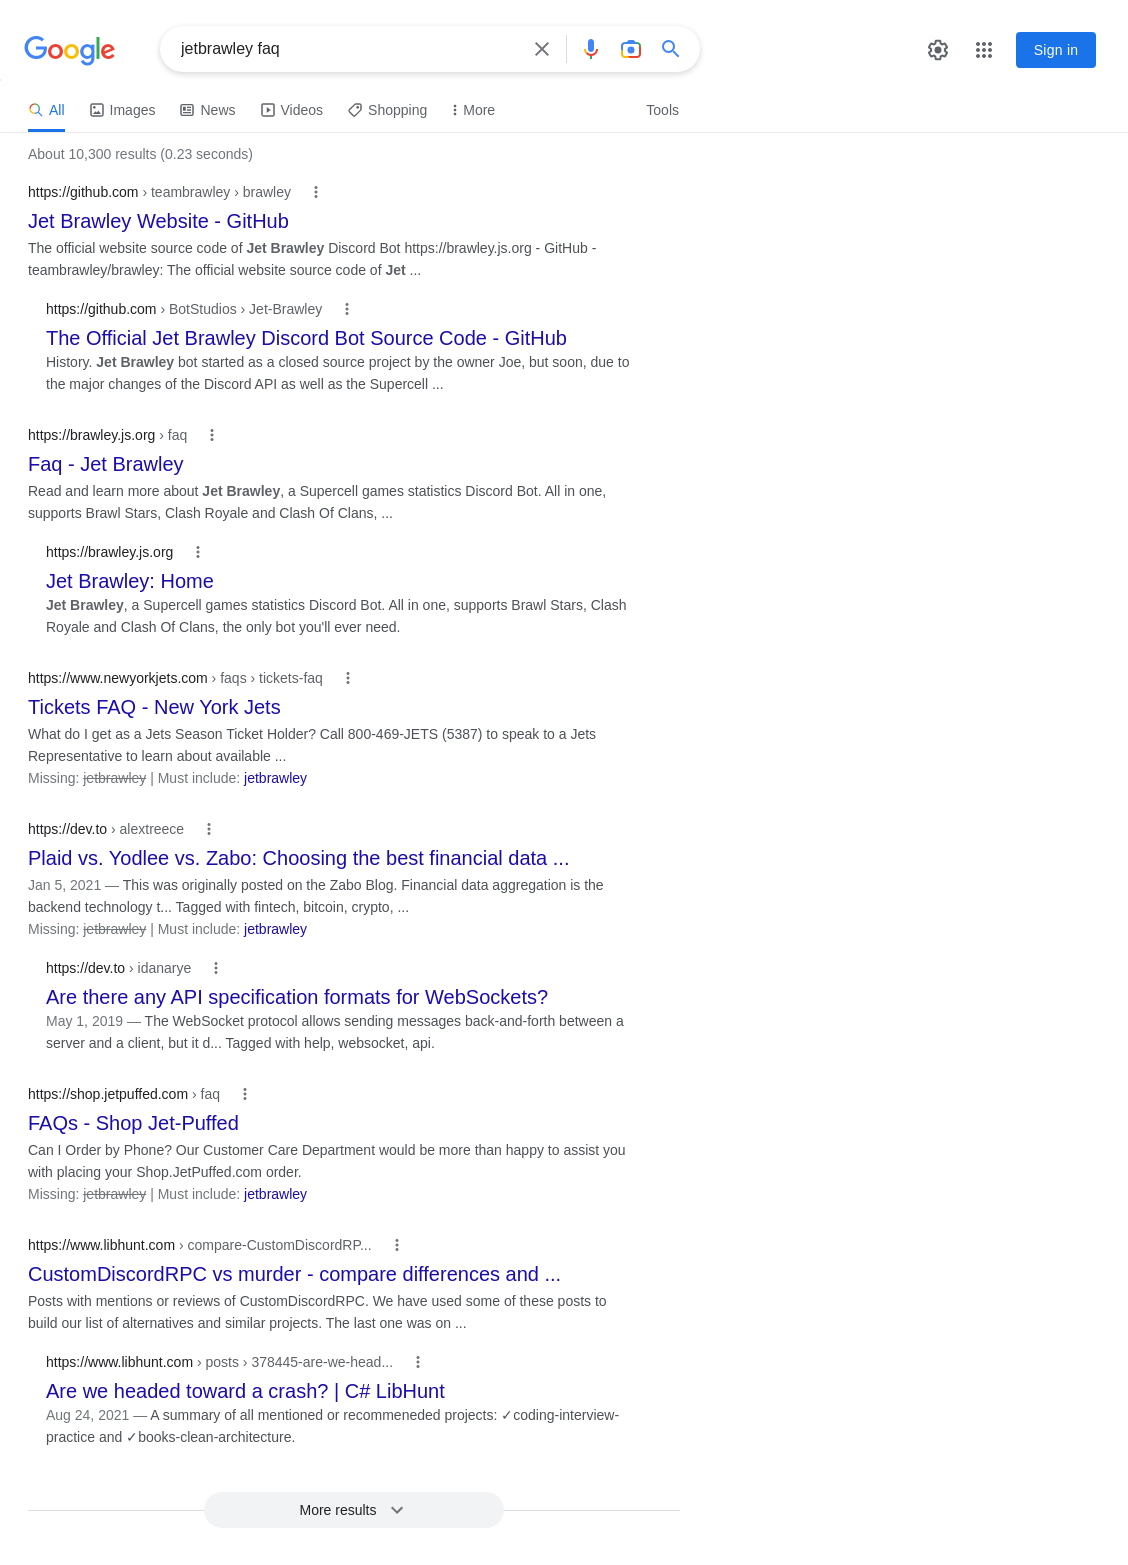 Google
jetbrawley faq
Sign in
All
Images
News
Videos
Shopping
More
Tools
About 10,300 results (0.23 seconds)
https://github.com › teambrawley › brawley
Jet Brawley Website - GitHub
The official website source code of Jet Brawley Discord Bot https://brawley.js.org - GitHub -
teambrawley/brawley: The official website source code of Jet ...
https://github.com › BotStudios › Jet-Brawley
The Official Jet Brawley Discord Bot Source Code - GitHub
History. Jet Brawley bot started as a closed source project by the owner Joe, but soon, due to
the major changes of the Discord API as well as the Supercell ...
https://brawley.js.org › faq
Faq - Jet Brawley
Read and learn more about Jet Brawley, a Supercell games statistics Discord Bot. All in one,
supports Brawl Stars, Clash Royale and Clash Of Clans, ...
https://brawley.js.org
Jet Brawley: Home
Jet Brawley, a Supercell games statistics Discord Bot. All in one, supports Brawl Stars, Clash
Royale and Clash Of Clans, the only bot you'll ever need.
https://www.newyorkjets.com › faqs › tickets-faq
Tickets FAQ - New York Jets
What do I get as a Jets Season Ticket Holder? Call 800-469-JETS (5387) to speak to a Jets
Representative to learn about available ...
Missing: jetbrawley | Must include: jetbrawley
https://dev.to › alextreece
Plaid vs. Yodlee vs. Zabo: Choosing the best financial data ...
Jan 5, 2021 — This was originally posted on the Zabo Blog. Financial data aggregation is the
backend technology t... Tagged with fintech, bitcoin, crypto, ...
Missing: jetbrawley | Must include: jetbrawley
https://dev.to › idanarye
Are there any API specification formats for WebSockets?
May 1, 2019 — The WebSocket protocol allows sending messages back-and-forth between a
server and a client, but it d... Tagged with help, websocket, api.
https://shop.jetpuffed.com › faq
FAQs - Shop Jet-Puffed
Can I Order by Phone? Our Customer Care Department would be more than happy to assist you
with placing your Shop.JetPuffed.com order.
Missing: jetbrawley | Must include: jetbrawley
https://www.libhunt.com › compare-CustomDiscordRP...
CustomDiscordRPC vs murder - compare differences and ...
Posts with mentions or reviews of CustomDiscordRPC. We have used some of these posts to
build our list of alternatives and similar projects. The last one was on ...
https://www.libhunt.com › posts › 378445-are-we-head...
Are we headed toward a crash? | C# LibHunt
Aug 24, 2021 — A summary of all mentioned or recommeneded projects: ✓coding-interview-
practice and ✓books-clean-architecture.
More results